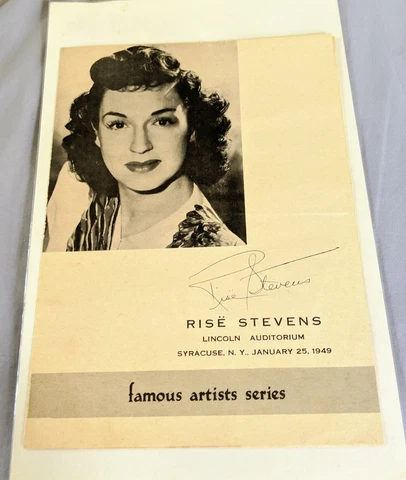 Risë Stevens
RISË STEVENS
LINCOLN AUDITORIUM
SYRACUSE, N. Y., JANUARY 25, 1949
famous artists series